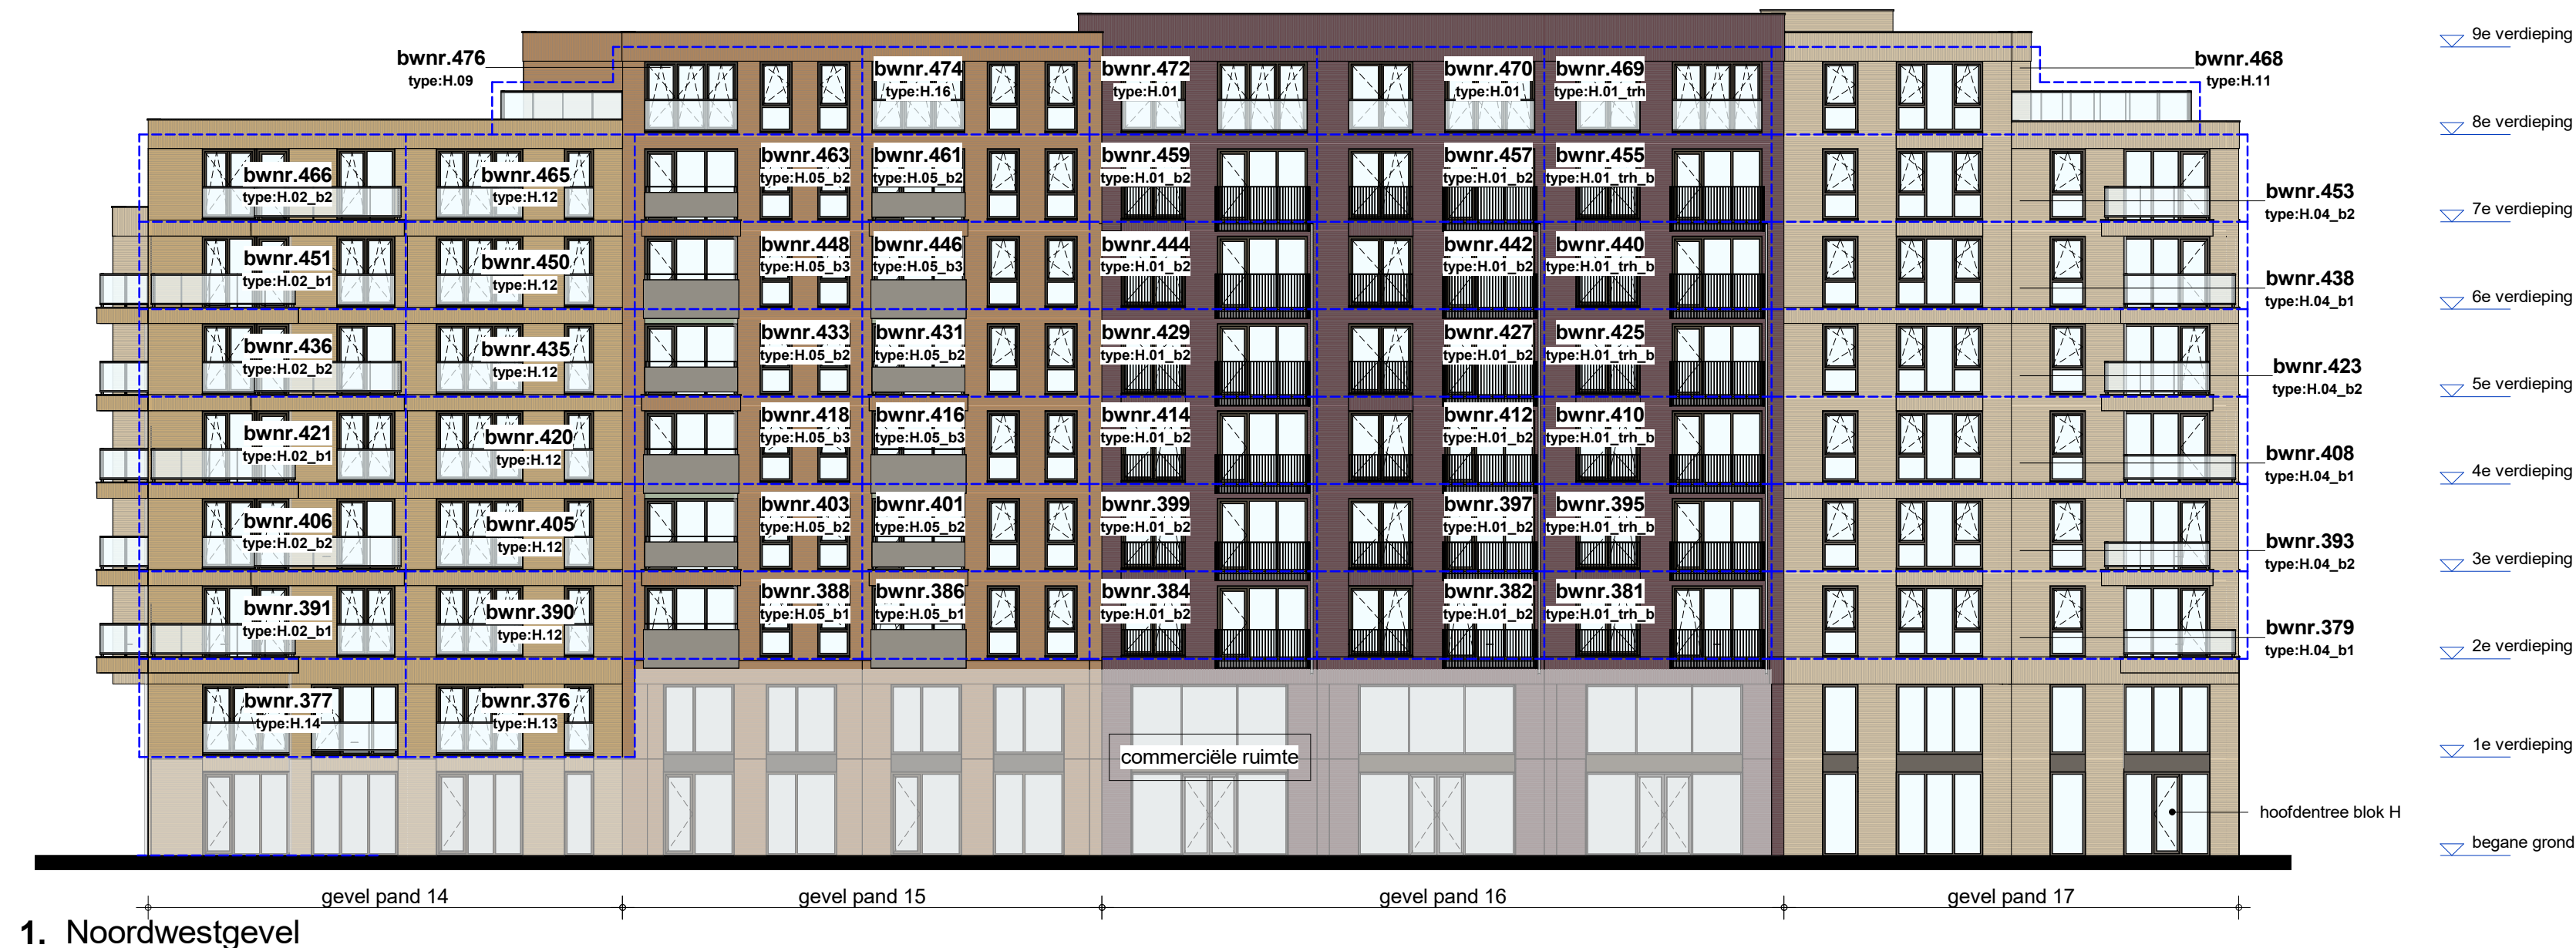 9e verdieping
bwnr.476
type:H.09
bwnr.474
type:H.16
bwnr.472
type:H.01
bwnr.470
type:H.01
bwnr.469
type:H.01_trh
bwnr.468
type:H.11
8e verdieping
bwnr.466
type:H.02_b2
bwnr.465
type:H.12
bwnr.463
type:H.05_b2
bwnr.461
type:H.05_b2
bwnr.459
type:H.01_b2
bwnr.457
type:H.01_b2
bwnr.455
type:H.01_trh_b
bwnr.453
type:H.04_b2
7e verdieping
bwnr.451
type:H.02_b1
bwnr.450
type:H.12
bwnr.448
type:H.05_b3
bwnr.446
type:H.05_b3
bwnr.444
type:H.01_b2
bwnr.442
type:H.01_b2
bwnr.440
type:H.01_trh_b
bwnr.438
type:H.04_b1
6e verdieping
bwnr.436
type:H.02_b2
bwnr.435
type:H.12
bwnr.433
type:H.05_b2
bwnr.431
type:H.05_b2
bwnr.429
type:H.01_b2
bwnr.427
type:H.01_b2
bwnr.425
type:H.01_trh_b
bwnr.423
type:H.04_b2
5e verdieping
bwnr.421
type:H.02_b1
bwnr.420
type:H.12
bwnr.418
type:H.05_b3
bwnr.416
type:H.05_b3
bwnr.414
type:H.01_b2
bwnr.412
type:H.01_b2
bwnr.410
type:H.01_trh_b
bwnr.408
type:H.04_b1
4e verdieping
bwnr.406
type:H.02_b2
bwnr.405
type:H.12
bwnr.403
type:H.05_b2
bwnr.401
type:H.05_b2
bwnr.399
type:H.01_b2
bwnr.397
type:H.01_b2
bwnr.395
type:H.01_trh_b
bwnr.393
type:H.04_b2
3e verdieping
bwnr.391
type:H.02_b1
bwnr.390
type:H.12
bwnr.388
type:H.05_b1
bwnr.386
type:H.05_b1
bwnr.384
type:H.01_b2
bwnr.382
type:H.01_b2
bwnr.381
type:H.01_trh_b
bwnr.379
type:H.04_b1
2e verdieping
bwnr.377
type:H.14
bwnr.376
type:H.13
commerciële ruimte
1e verdieping
hoofdentree blok H
begane grond
gevel pand 14
gevel pand 15
gevel pand 16
gevel pand 17
1. Noordwestgevel